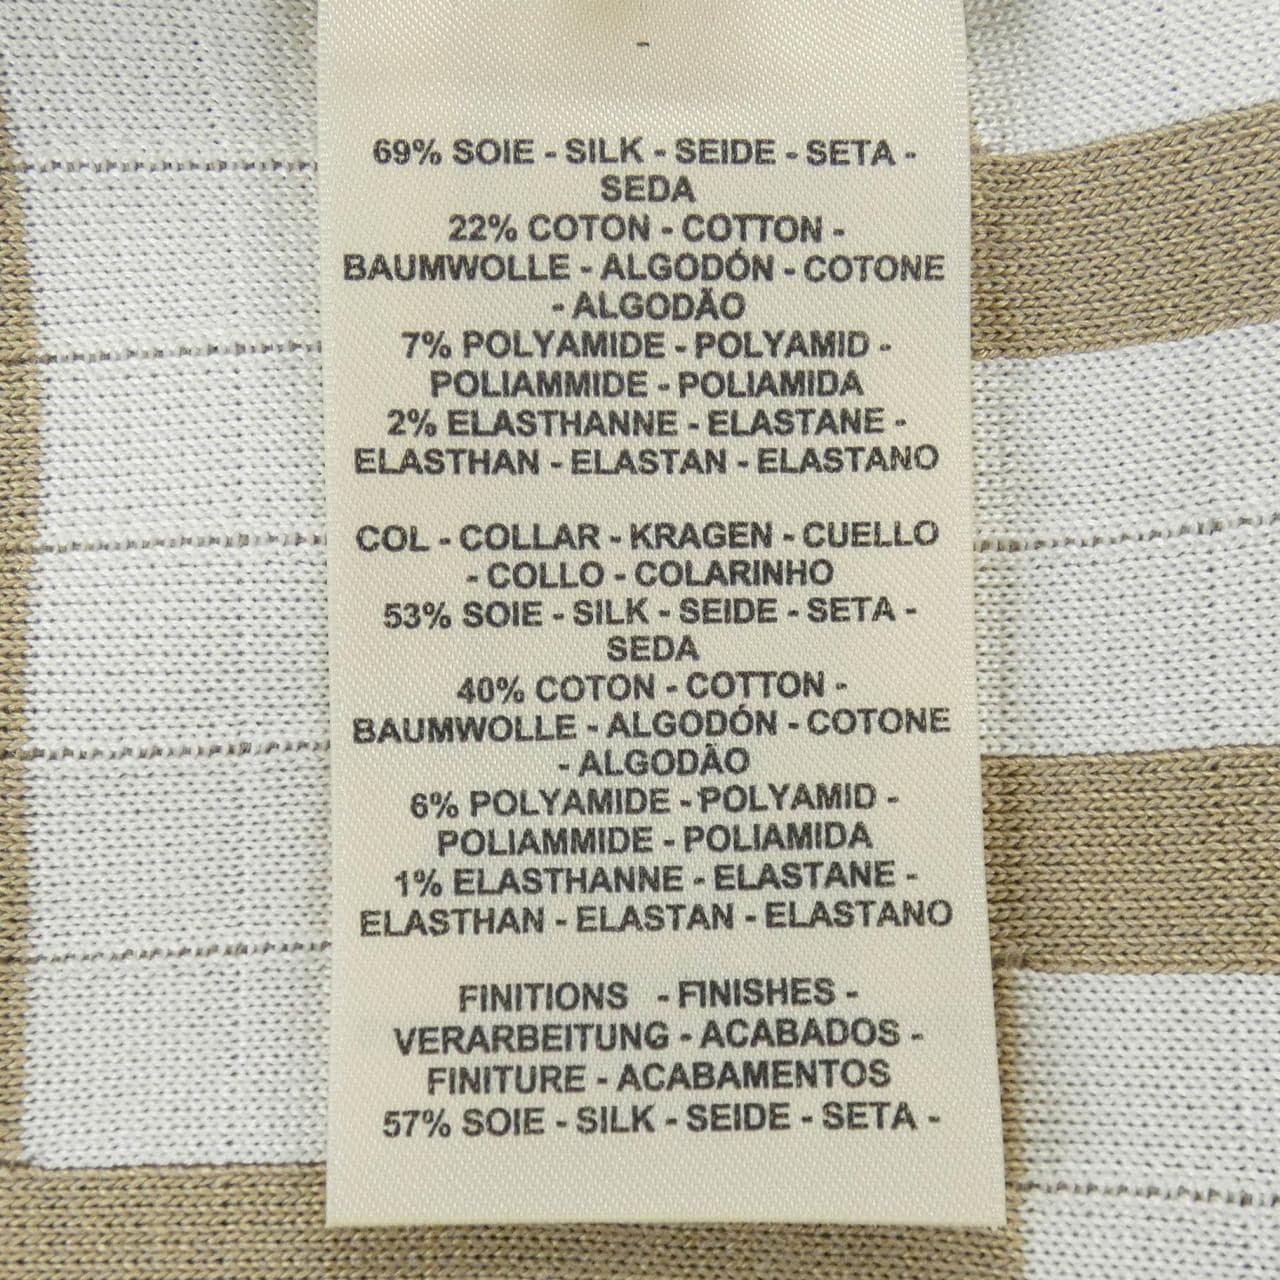 -
69% SOIE - SILK - SEIDE - SETA -
SEDA
22% COTON - COTTON -
BAUMWOLLE - ALGODÓN - COTONE
- ALGODÃO
7% POLYAMIDE - POLYAMID -
POLIAMMIDE - POLIAMIDA
2% ELASTHANNE - ELASTANE -
ELASTHAN - ELASTAN - ELASTANO
COL - COLLAR - KRAGEN - CUELLO
- COLLO - COLARINHO
53% SOIE - SILK - SEIDE - SETA -
SEDA
40% COTON - COTTON -
BAUMWOLLE - ALGODÓN - COTONE
- ALGODÃO
6% POLYAMIDE - POLYAMID -
POLIAMMIDE - POLIAMIDA
1% ELASTHANNE - ELASTANE -
ELASTHAN - ELASTAN - ELASTANO
FINITIONS - FINISHES -
VERARBEITUNG - ACABADOS -
FINITURE - ACABAMENTOS
57% SOIE - SILK - SEIDE - SETA -